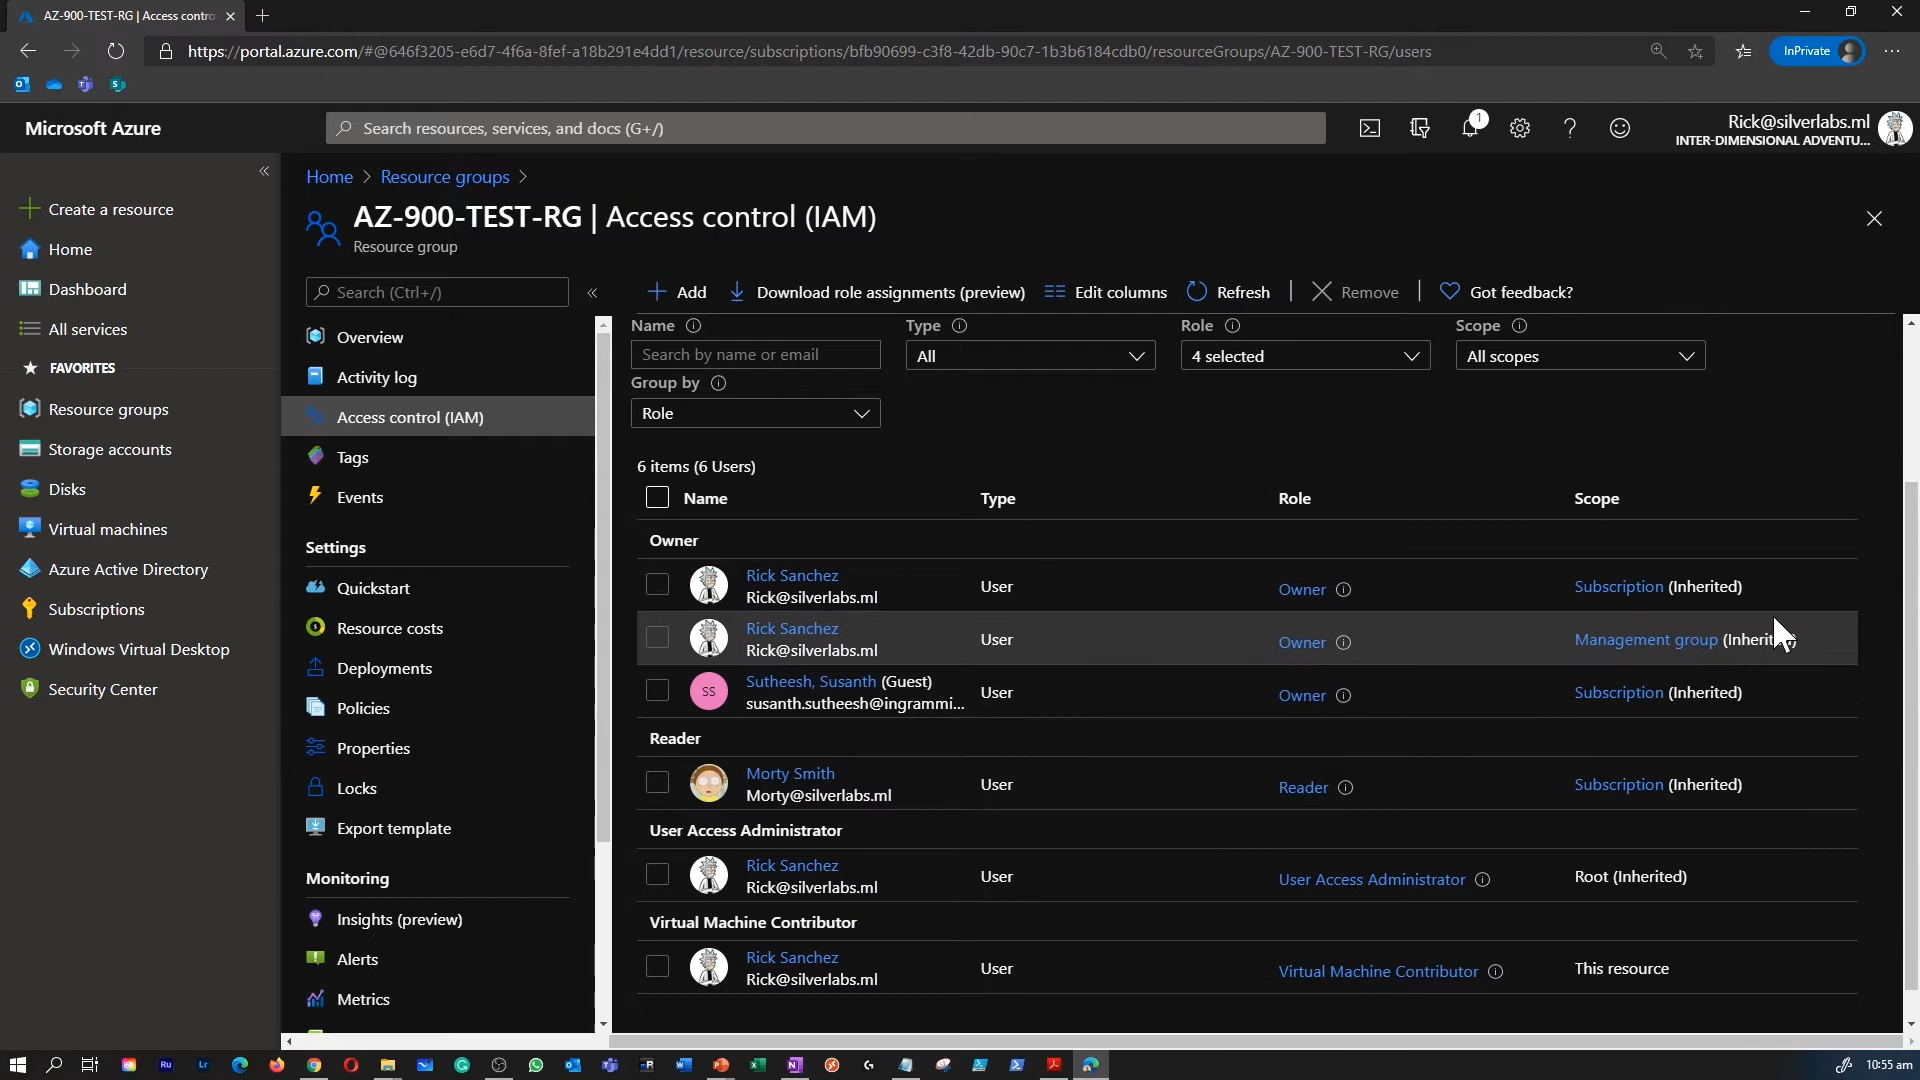 AZ-900-TEST-RG | Access contro
https://portal.azure.com/#@646f3205-e6d7-4f6a-8fef-a18b291e4dd1/resource/subscriptions/bfb90699-c3f8-42db-90c7-1b3b6184cdb0/resourceGroups/AZ-900-TEST-RG/users
InPrivate
Microsoft Azure
Search resources, services, and docs (G+/)
1
Rick@silverlabs.ml
INTER-DIMENSIONAL ADVENTU...
Create a resource
Home
Dashboard
All services
FAVORITES
Resource groups
Storage accounts
Disks
Virtual machines
Azure Active Directory
Subscriptions
Windows Virtual Desktop
Security Center
Home > Resource groups >
AZ-900-TEST-RG | Access control (IAM)
Resource group
Search (Ctrl+/)
Overview
Activity log
Access control (IAM)
Tags
Events
Settings
Quickstart
Resource costs
Deployments
Policies
Properties
Locks
Export template
Monitoring
Insights (preview)
Alerts
Metrics
Add
Download role assignments (preview)
Edit columns
Refresh
Remove
Got feedback?
Name Type Role Scope
Search by name or email All 4 selected All scopes
Group by
Role
6 items (6 Users)
Name Type Role Scope
Owner
Rick Sanchez
Rick@silverlabs.ml User Owner Subscription (Inherited)
Rick Sanchez
Rick@silverlabs.ml User Owner Management group
SS Sutheesh, Susanth (Guest)
susanth.sutheesh@ingrammi... User Owner Subscription (Inherited)
Reader
Morty Smith
Morty@silverlabs.ml User Reader Subscription (Inherited)
User Access Administrator
Rick Sanchez
Rick@silverlabs.ml User User Access Administrator Root (Inherited)
Virtual Machine Contributor
Rick Sanchez
Rick@silverlabs.ml User Virtual Machine Contributor This resource
10:55 am